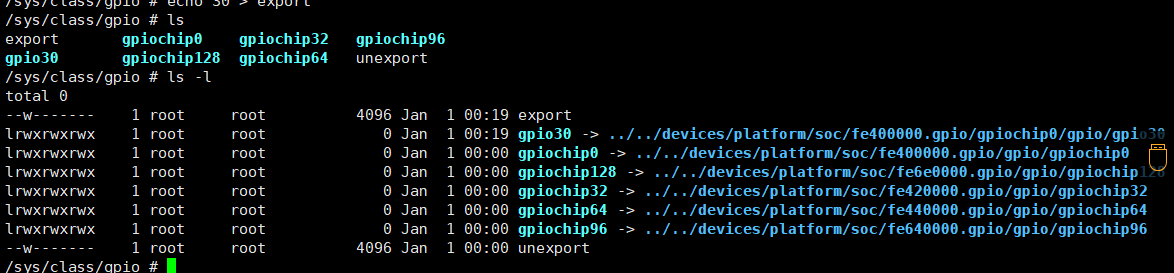 /sys/class/gpio # echo 30 > export
/sys/class/gpio # ls
export gpiochip0 gpiochip32 gpiochip96
gpio30 gpiochip128 gpiochip64 unexport
/sys/class/gpio # ls -l
total 0
--w------- 1 root root 4096 Jan 1 00:19 export
lrwxrwxrwx 1 root root 0 Jan 1 00:19 gpio30 -> ../../devices/platform/soc/fe400000.gpio/gpiochip0/gpio/gpio30
lrwxrwxrwx 1 root root 0 Jan 1 00:00 gpiochip0 -> ../../devices/platform/soc/fe400000.gpio/gpio/gpiochip0
lrwxrwxrwx 1 root root 0 Jan 1 00:00 gpiochip128 -> ../../devices/platform/soc/fe6e0000.gpio/gpio/gpiochip128
lrwxrwxrwx 1 root root 0 Jan 1 00:00 gpiochip32 -> ../../devices/platform/soc/fe420000.gpio/gpio/gpiochip32
lrwxrwxrwx 1 root root 0 Jan 1 00:00 gpiochip64 -> ../../devices/platform/soc/fe440000.gpio/gpio/gpiochip64
lrwxrwxrwx 1 root root 0 Jan 1 00:00 gpiochip96 -> ../../devices/platform/soc/fe640000.gpio/gpio/gpiochip96
--w------- 1 root root 4096 Jan 1 00:00 unexport
/sys/class/gpio #